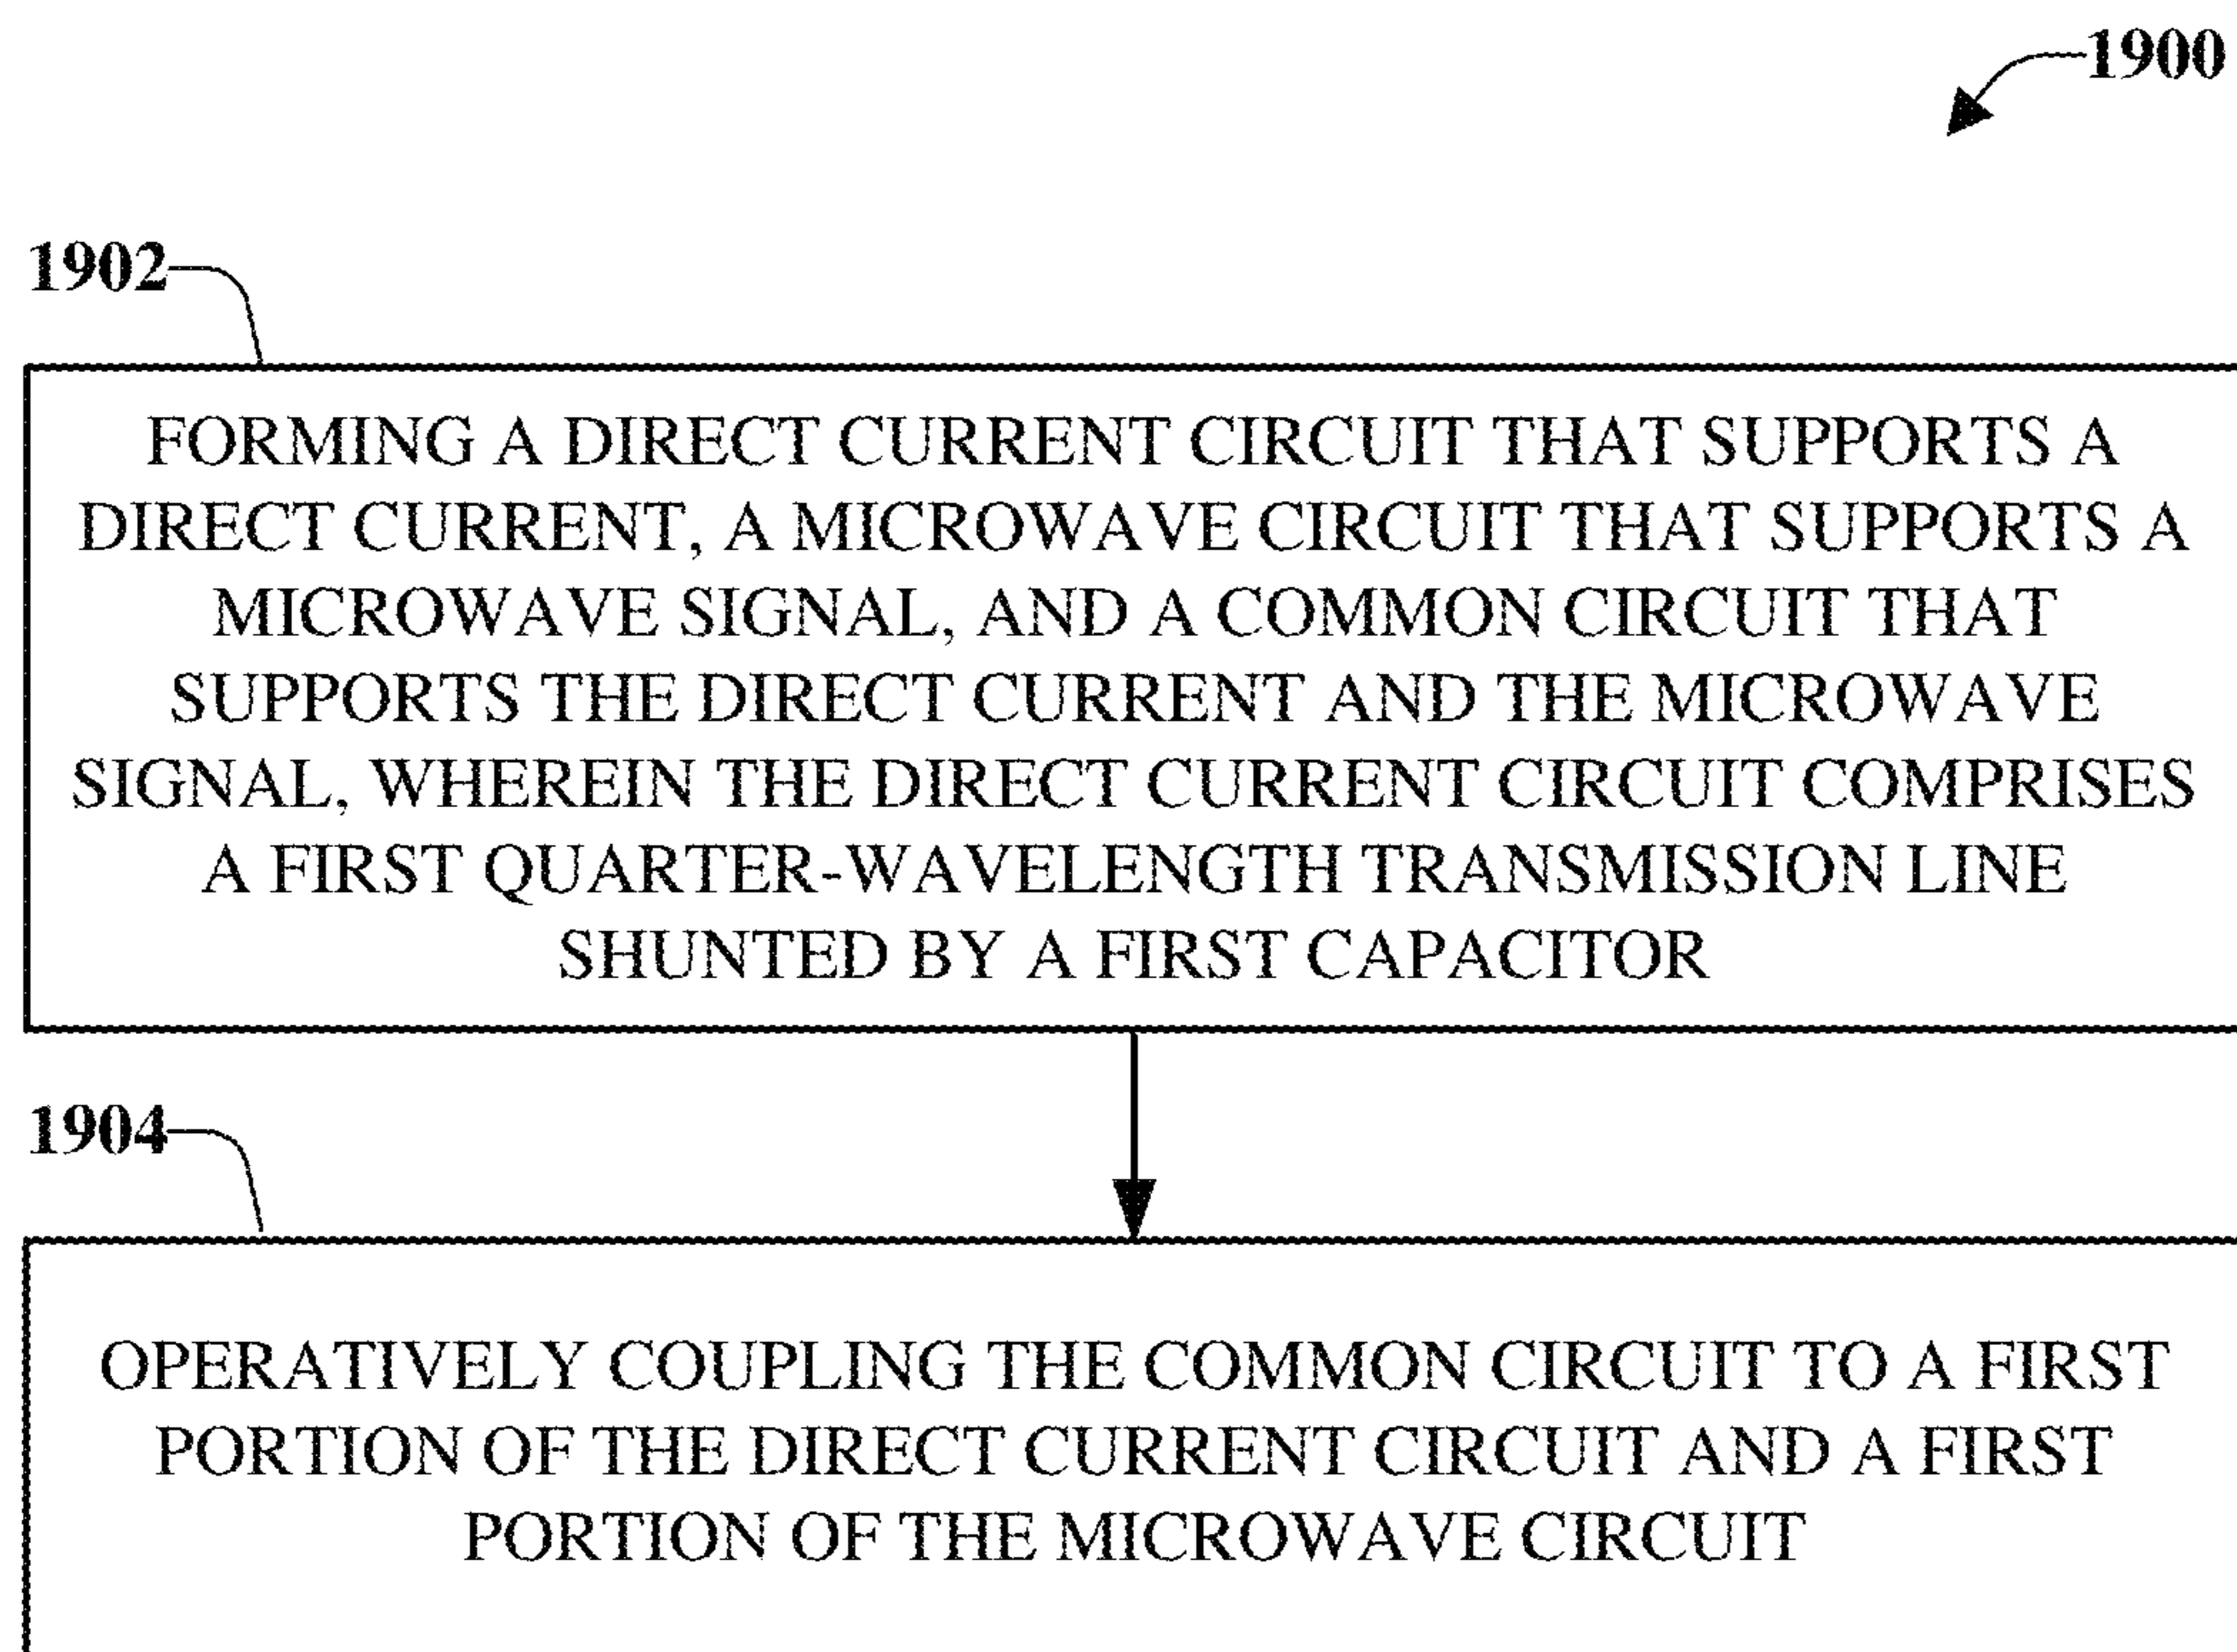 1900
1902
FORMING A DIRECT CURRENT CIRCUIT THAT SUPPORTS A
DIRECT CURRENT, A MICROWAVE CIRCUIT THAT SUPPORTS A
MICROWAVE SIGNAL, AND A COMMON CIRCUIT THAT
SUPPORTS THE DIRECT CURRENT AND THE MICROWAVE
SIGNAL, WHEREIN THE DIRECT CURRENT CIRCUIT COMPRISES
A FIRST QUARTER-WAVELENGTH TRANSMISSION LINE
SHUNTED BY A FIRST CAPACITOR
1904
OPERATIVELY COUPLING THE COMMON CIRCUIT TO A FIRST
PORTION OF THE DIRECT CURRENT CIRCUIT AND A FIRST
PORTION OF THE MICROWAVE CIRCUIT